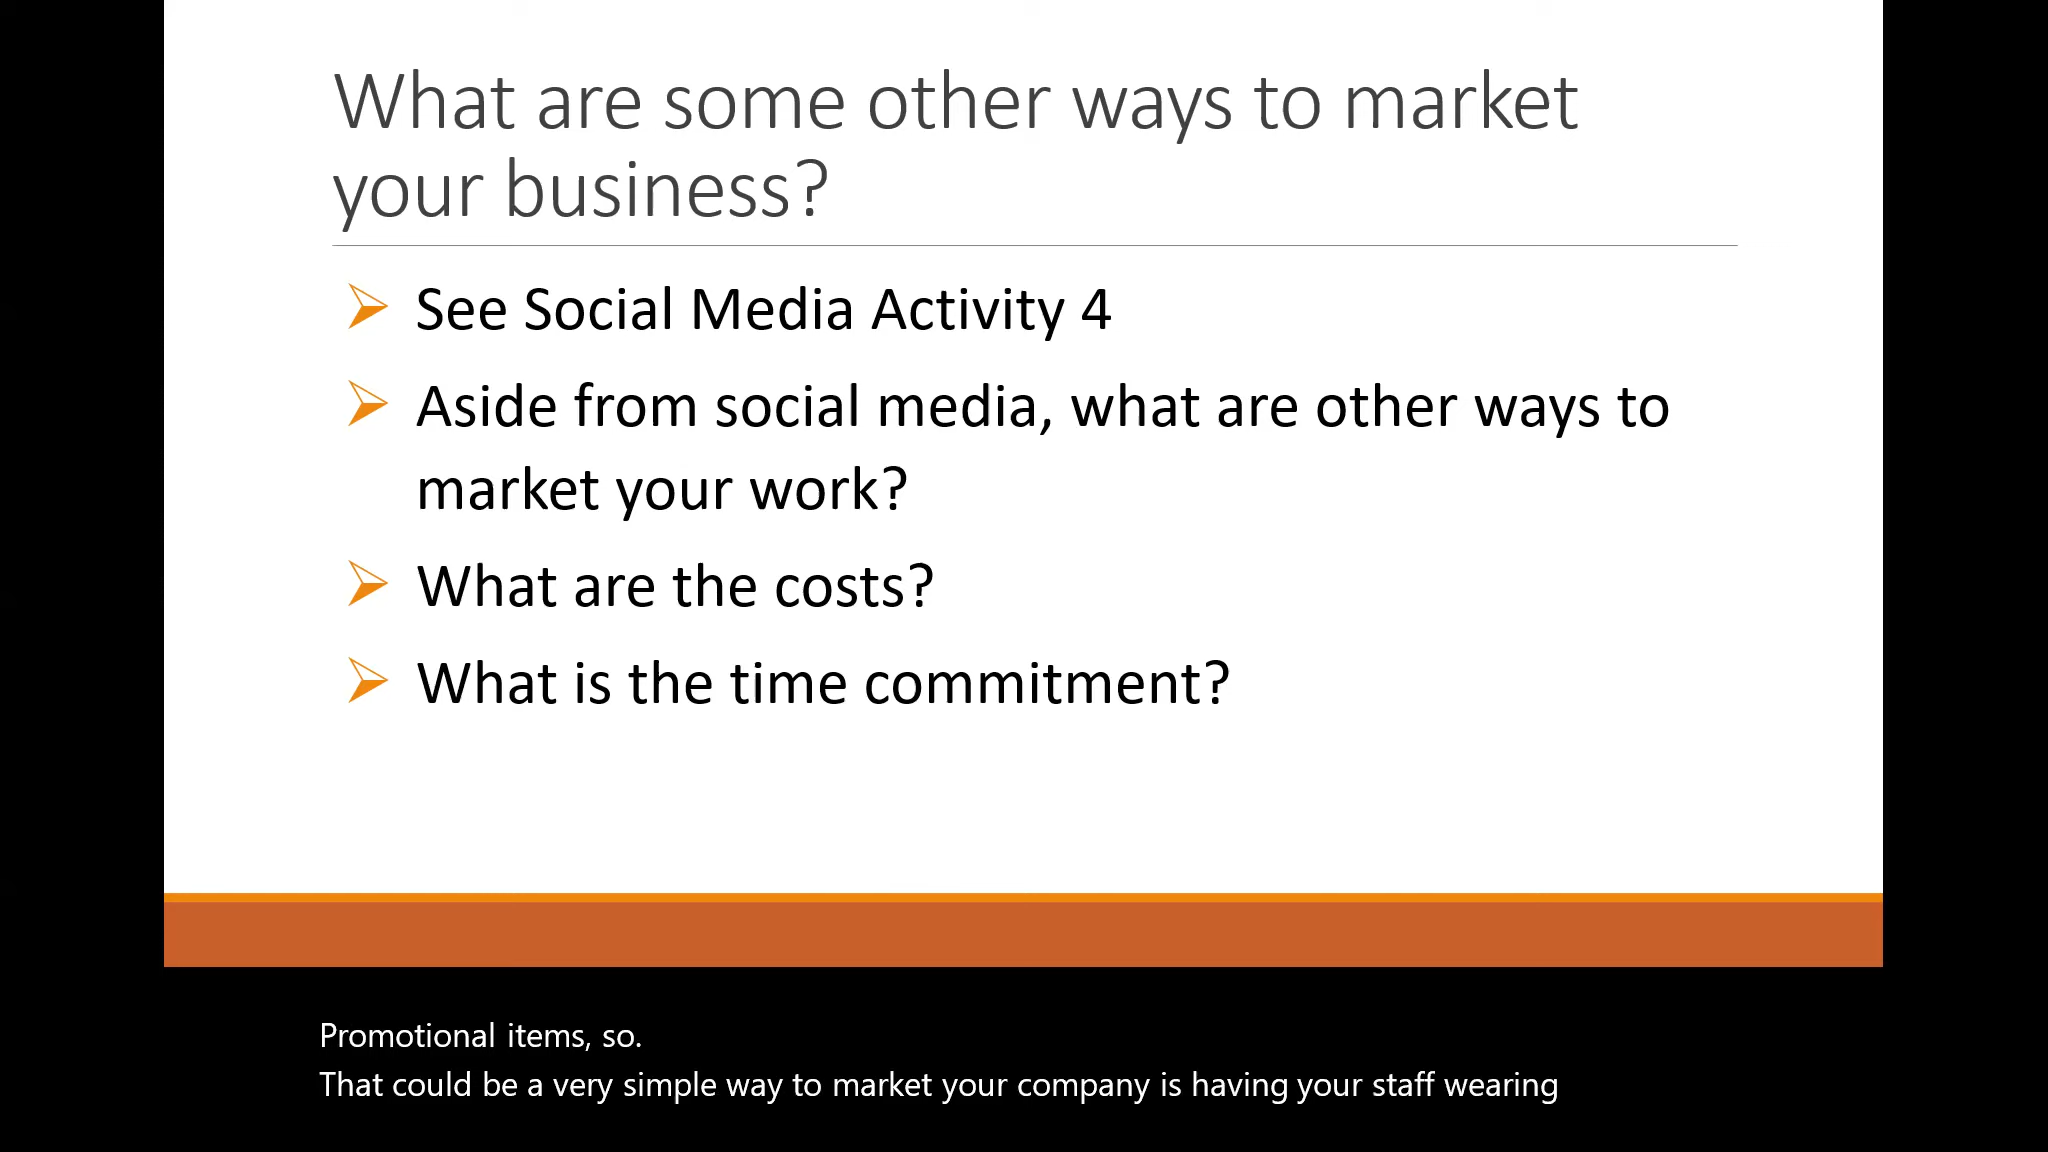 What are some other ways to market
your business?
See Social Media Activity 4
Aside from social media, what are other ways to
market your work?
What are the costs?
What is the time commitment?
Promotional items, so.
That could be a very simple way to market your company is having your staff wearing